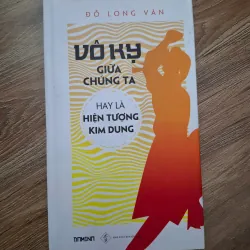 ĐỖ LONG VÂN
VÔ KỴ
GIỮA
CHÚNG TA
HAY LÀ
HIỆN TƯỢNG
KIM DUNG